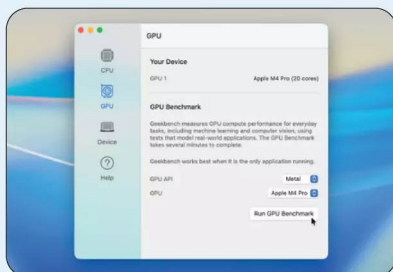 GPU
CPU
GPU
Device
Help
Your Device
GPU 1 Apple M4 Pro (20 cores)
GPU Benchmark
Geekbench measures GPU compute performance for everyday
tasks, including machine learning and computer vision, using
tests that model real-world applications. The GPU Benchmark
takes several minutes to complete.
Geekbench works best when it is the only application running.
GPU API Metal
GPU Apple M4 Pro
Run GPU Benchmark